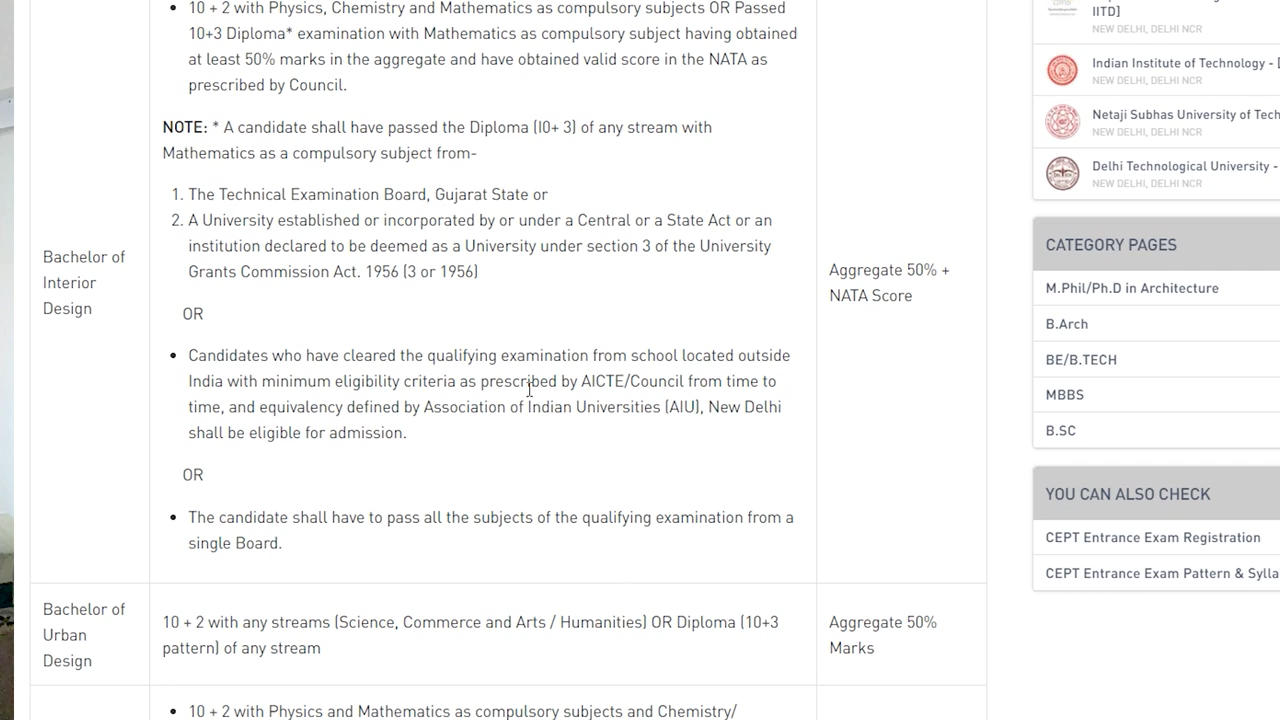 10 + 2 with Physics, Chemistry and Mathematics as compulsory subjects OR Passed
10+3 Diploma* examination with Mathematics as compulsory subject having obtained
at least 50% marks in the aggregate and have obtained valid score in the NATA as
prescribed by Council.
NOTE: * A candidate shall have passed the Diploma (I0+ 3) of any stream with
Mathematics as a compulsory subject from-
1. The Technical Examination Board, Gujarat State or
2. A University established or incorporated by or under a Central or a State Act or an
institution declared to be deemed as a University under section 3 of the University
Grants Commission Act. 1956 (3 or 1956)
Bachelor of
Interior
Design
Aggregate 50% +
NATA Score
OR
Candidates who have cleared the qualifying examination from school located outside
India with minimum eligibility criteria as prescribed by AICTE/Council from time to
time, and equivalency defined by Association of Indian Universities (AIU), New Delhi
shall be eligible for admission.
OR
The candidate shall have to pass all the subjects of the qualifying examination from a
single Board.
Bachelor of
Urban
Design
10 + 2 with any streams (Science, Commerce and Arts / Humanities) OR Diploma (10+3
pattern) of any stream
Aggregate 50%
Marks
10 + 2 with Physics and Mathematics as compulsory subjects and Chemistry/
IITD]
NEW DELHI, DELHI NCR
Indian Institute of Technology - [
NEW DELHI, DELHI NCR
Netaji Subhas University of Tech
NEW DELHI, DELHI NCR
Delhi Technological University -
NEW DELHI, DELHI NCR
CATEGORY PAGES
M.Phil/Ph.D in Architecture
B.Arch
BE/B.TECH
MBBS
B.SC
YOU CAN ALSO CHECK
CEPT Entrance Exam Registration
CEPT Entrance Exam Pattern & Sylla